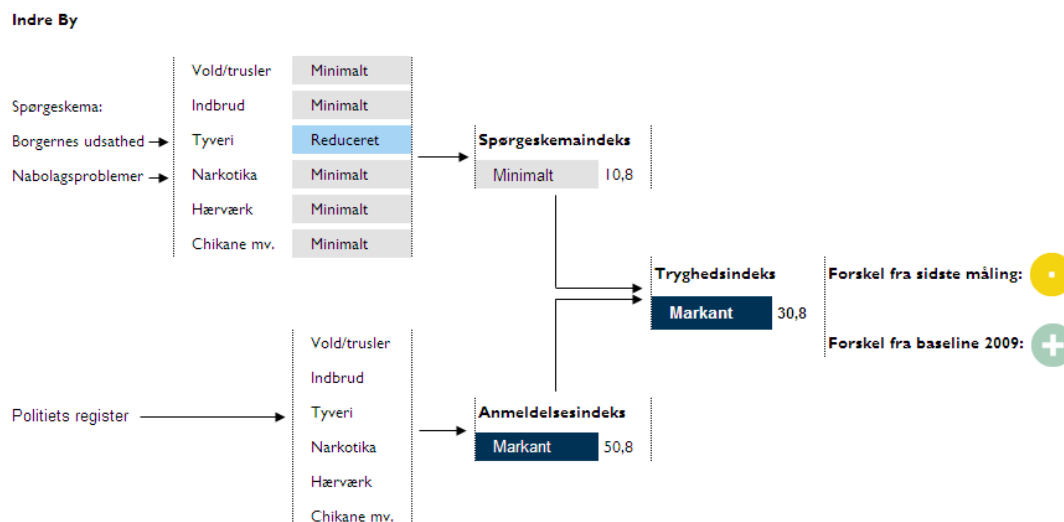 Indre By
Vold/trusler Minimalt
Spørgeskema: Indbrud Minimalt
Borgernes udsathed Tyveri Reduceret
Nabolagsproblemer Narkotika Minimalt
Hærværk Minimalt
Chikane mv. Minimalt
Spørgeskemaindeks
Minimalt 10,8
Tryghedsindeks
Markant 30,8
Forskel fra sidste måling:
Forskel fra baseline 2009:
Politiets register
Vold/trusler
Indbrud
Tyveri
Narkotika
Hærværk
Chikane mv.
Anmeldelsesindeks
Markant 50,8